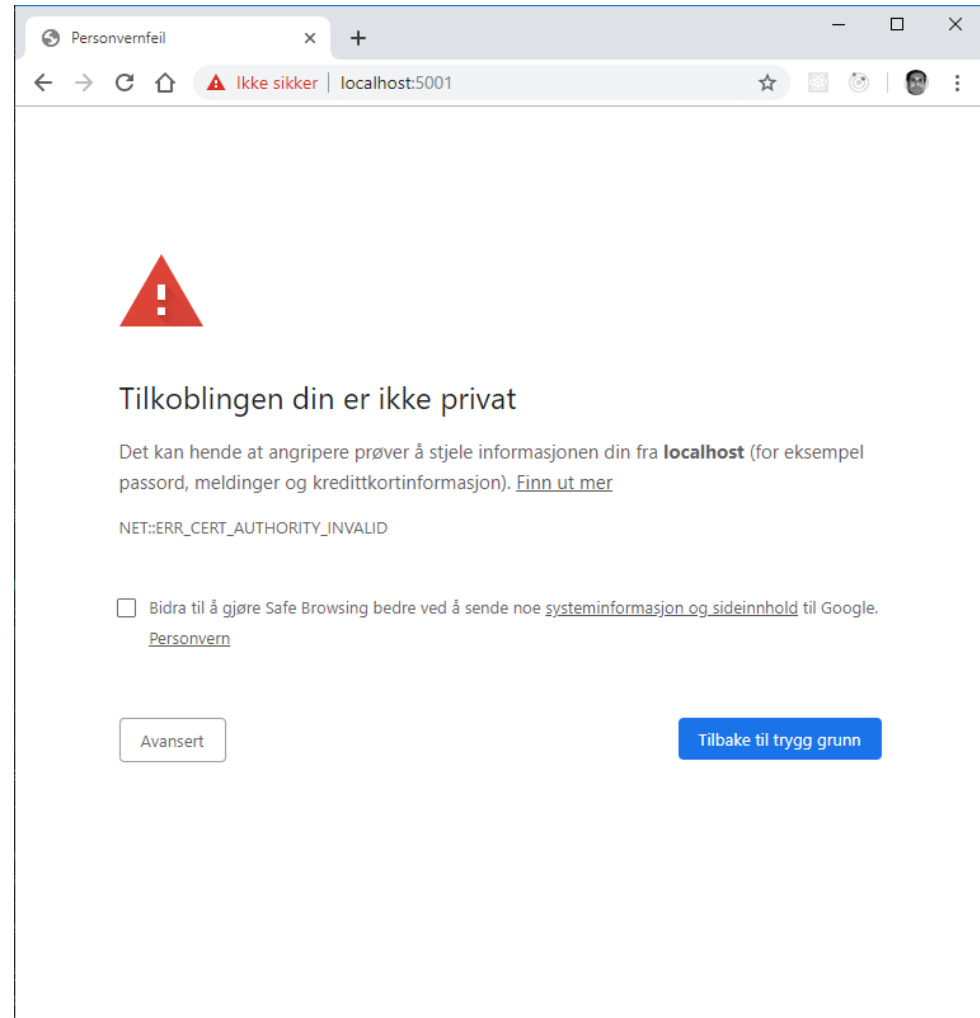 Personvernfeil
Ikke sikker localhost:5001
Tilkoblingen din er ikke privat
Det kan hende at angripere prøver å stjele informasjonen din fra localhost (for eksempel
passord, meldinger og kredittkortinformasjon). Finn ut mer
NET::ERR_CERT_AUTHORITY_INVALID
Bidra til å gjøre Safe Browsing bedre ved å sende noe systeminformasjon og sideinnhold til Google.
Personvern
Avansert
Tilbake til trygg grunn